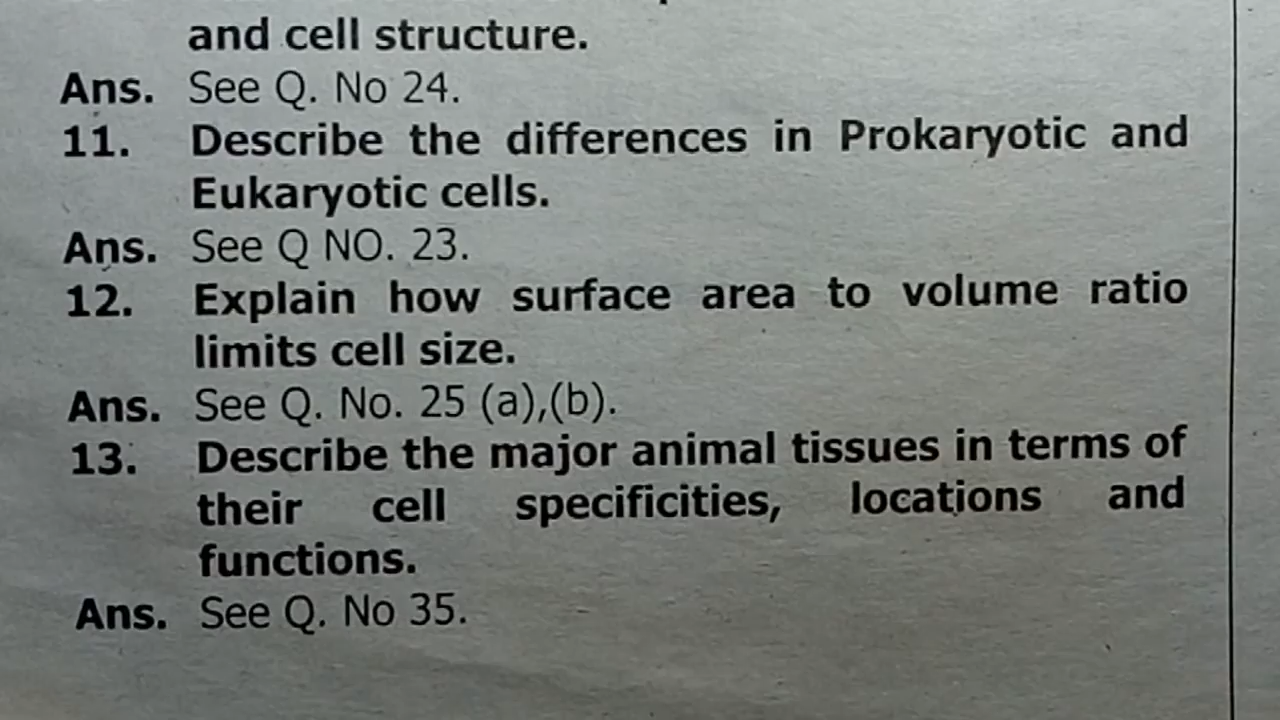 and cell structure.
Ans. See Q. No 24.
11. Describe the differences in Prokaryotic and
Eukaryotic cells.
Ans. See Q NO. 23.
12. Explain how surface area to volume ratio
limits cell size.
Ans. See Q. No. 25 (a),(b).
13. Describe the major animal tissues in terms of
their cell specificities, locations and
functions.
Ans. See Q. No 35.